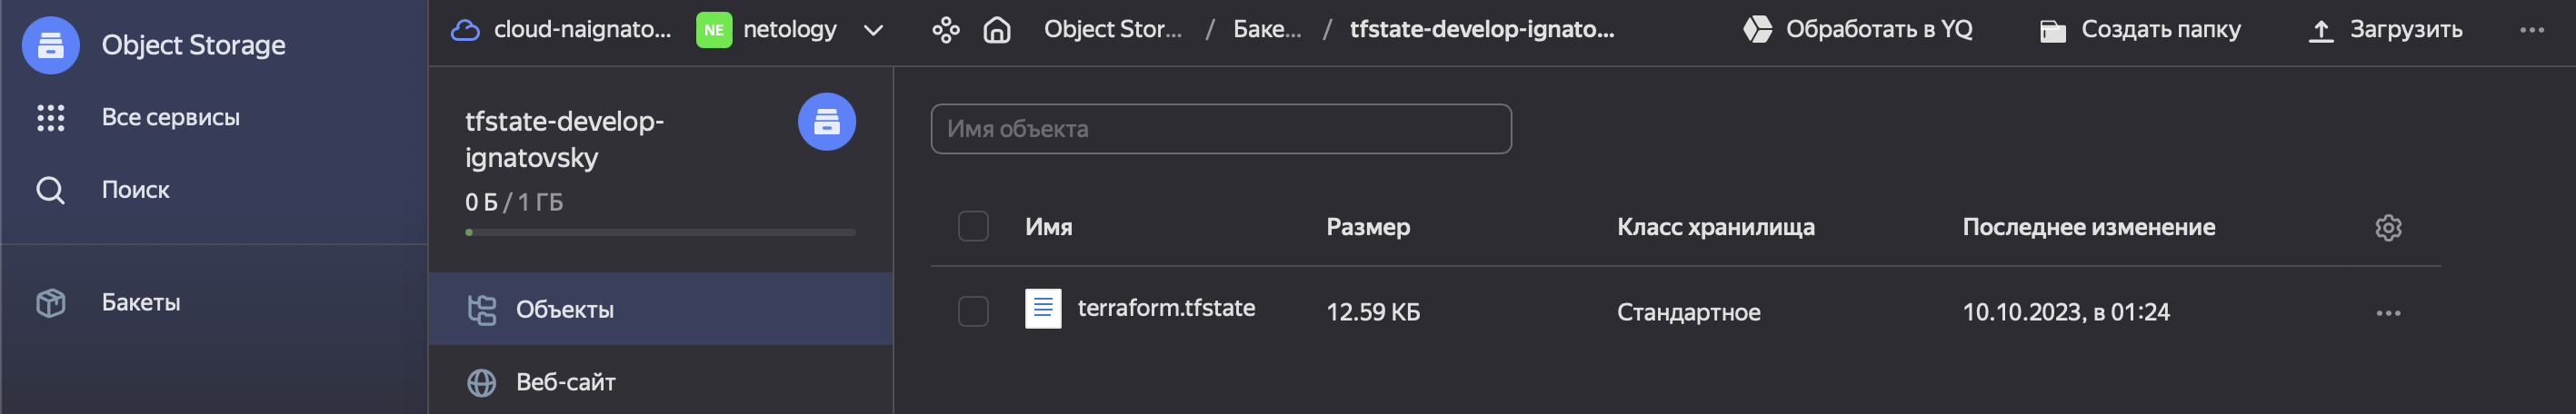 Object Storage
Все сервисы
Поиск
Бакеты
cloud-naignato... NE netology
Object Stor... / Баке... / tfstate-develop-ignato...
Обработать в YQ
Создать папку
Загрузить
tfstate-develop-
ignatovsky
0 Б / 1 ГБ
Объекты
Веб-сайт
Имя объекта
Имя Размер Класс хранилища Последнее изменение
terraform.tfstate 12.59 КБ Стандартное 10.10.2023, в 01:24